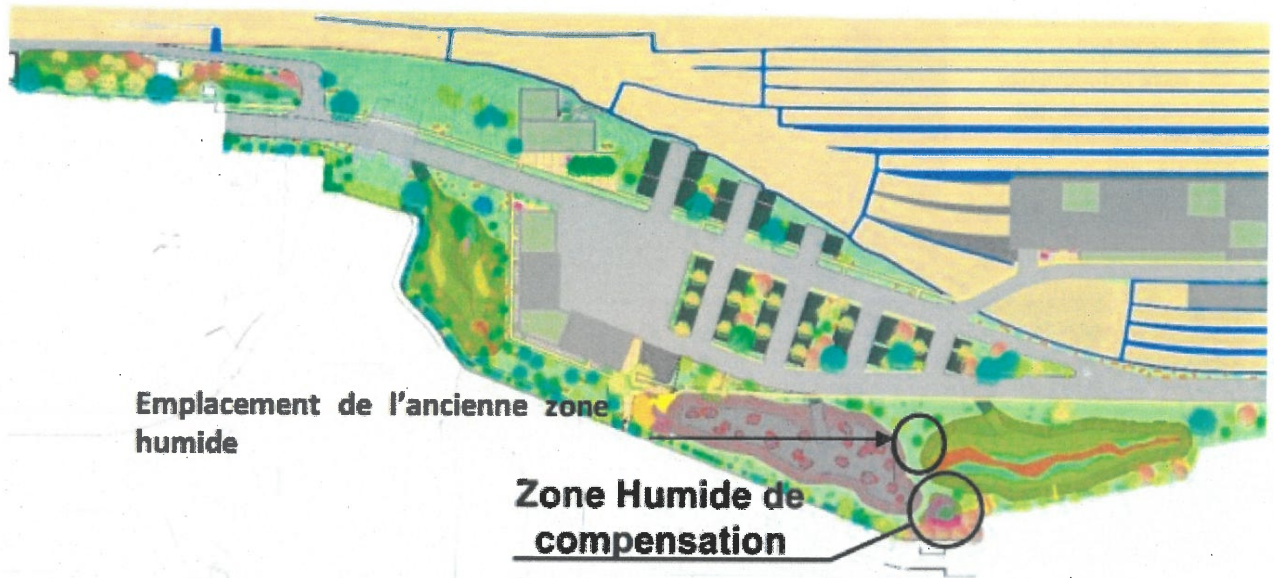 Emplacement de l'ancienne zone
humide
Zone Humide de
compensation